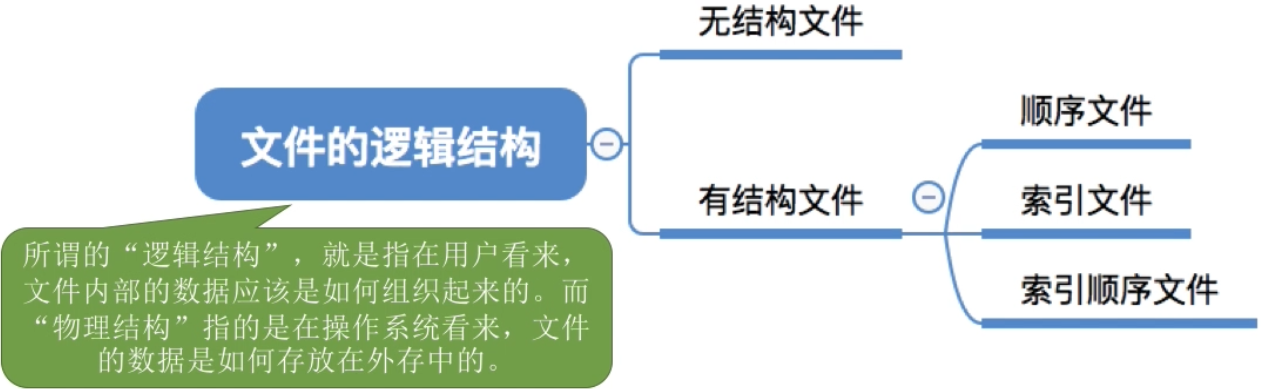 无结构文件
顺序文件
文件的逻辑结构
有结构文件
索引文件
索引顺序文件
所谓的“逻辑结构”，就是指在用户看来，
文件内部的数据应该是如何组织起来的。而
“物理结构”指的是在操作系统看来，文件
的数据是如何存放在外存中的。